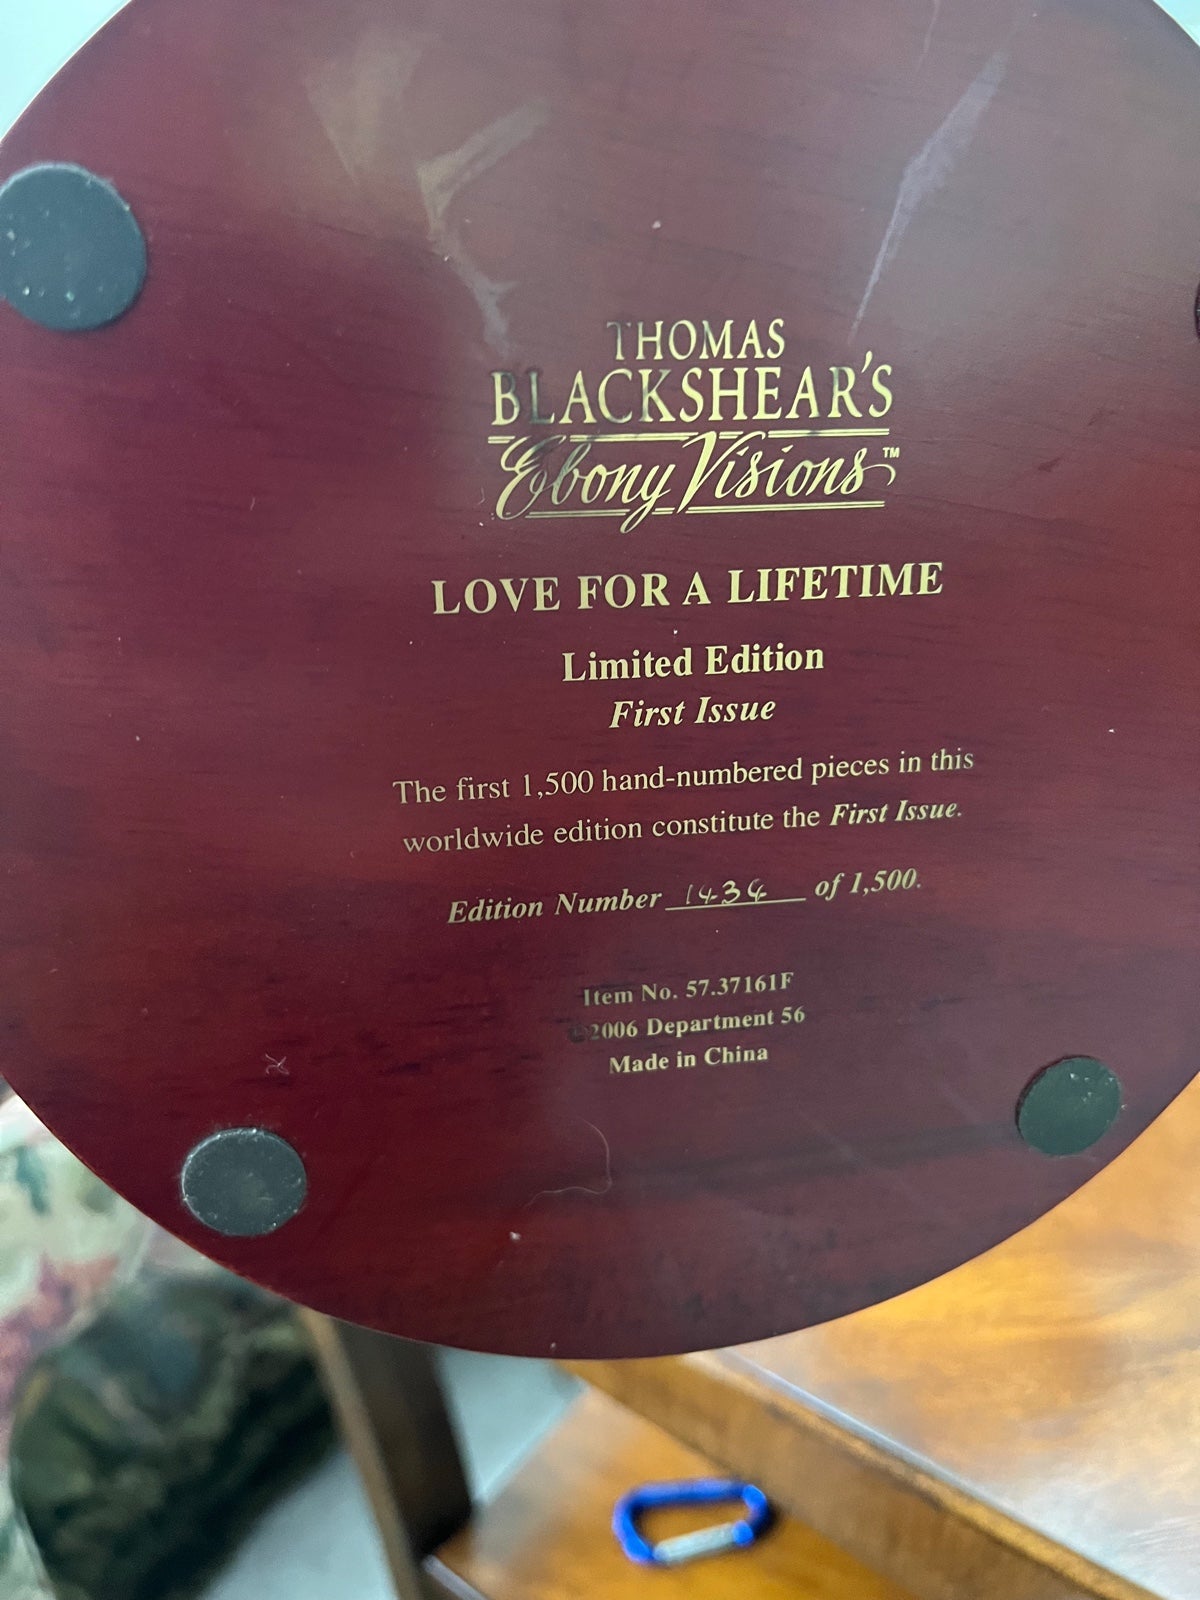 THOMAS
BLACKSHEAR'S
Ebony Visions™
LOVE FOR A LIFETIME
Limited Edition
First Issue
The first 1,500 hand-numbered pieces in this
worldwide edition constitute the First Issue.
Edition Number 1434 of 1,500.
Item No. 57.37161F
©2006 Department 56
Made in China